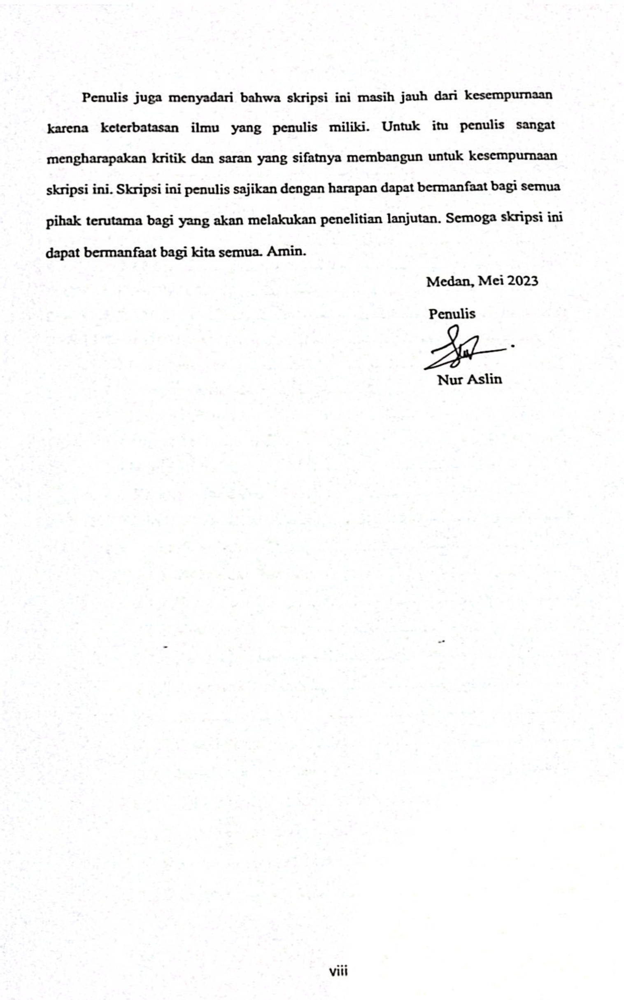 Penulis juga menyadari bahwa skripsi ini masih jauh dari kesempurnaan
karena keterbatasan ilmu yang penulis miliki. Untuk itu penulis sangat
mengharapakan kritik dan saran yang sifatnya membangun untuk kesempurnaan
skripsi ini. Skripsi ini penulis sajikan dengan harapan dapat bermanfaat bagi semua
pihak terutama bagi yang akan melakukan penelitian lanjutan. Semoga skripsi ini
dapat bermanfaat bagi kita semua. Amin.
Medan, Mei 2023
Penulis
Nur Aslin
viii